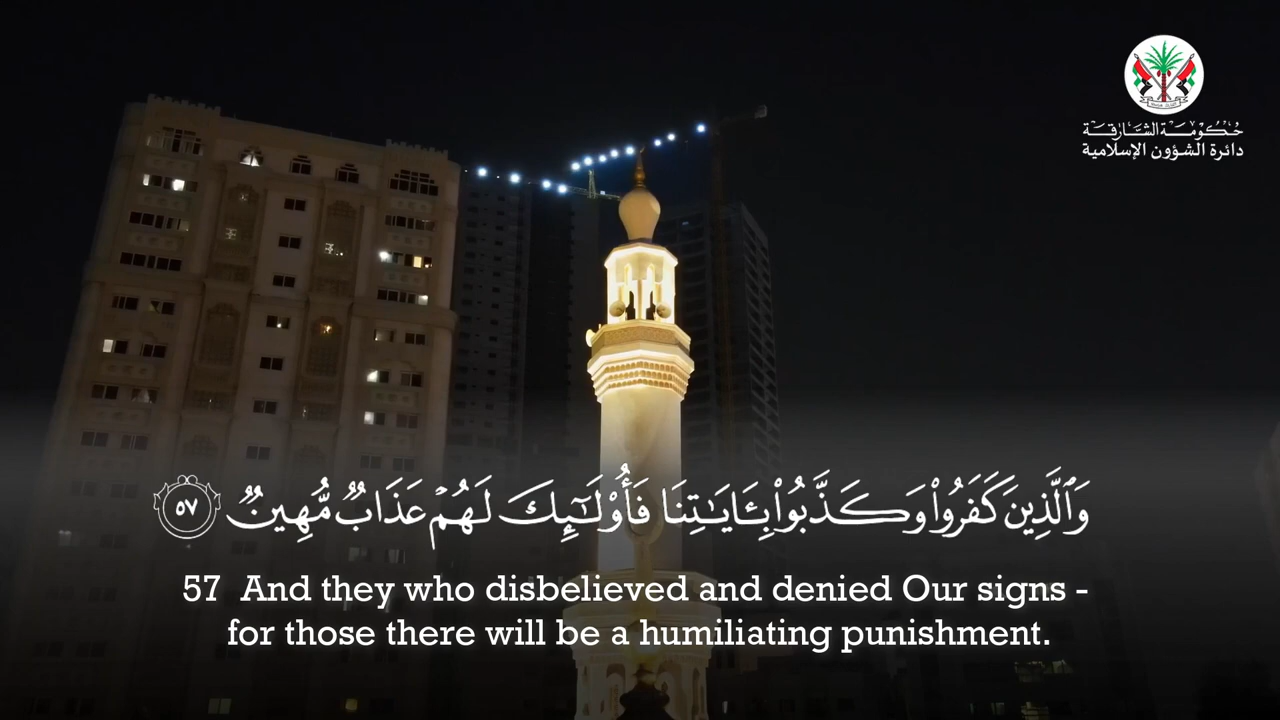 حكومة الشارقة
دائرة الشؤون الإسلامية
وَٱلَّذِينَ كَفَرُوا۟ وَكَذَّبُوا۟ بِـَٔايَـٰتِنَا فَأُو۟لَـٰٓئِكَ لَهُمْ عَذَابٌ مُّهِينٌ ٥٧
57 And they who disbelieved and denied Our signs -
for those there will be a humiliating punishment.